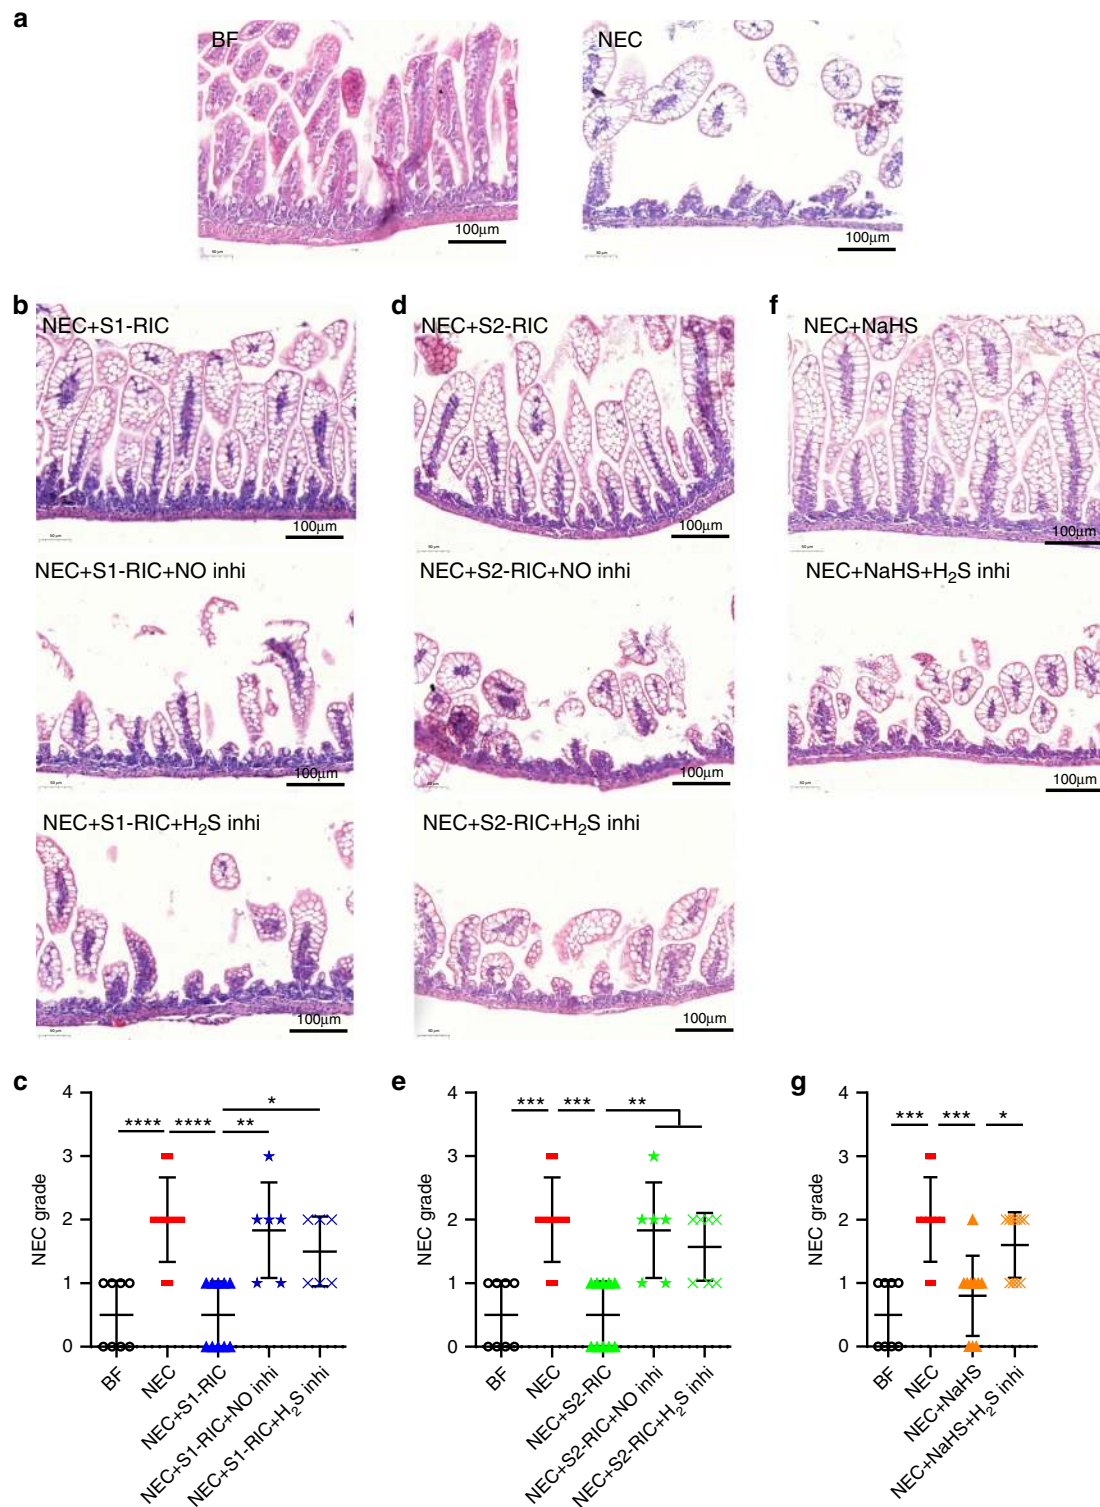 a
BF
NEC
100μm
100μm
b
d
f
NEC+S1-RIC
NEC+S2-RIC
NEC+NaHS
100μm
100μm
100μm
NEC+S1-RIC+NO inhi
NEC+S2-RIC+NO inhi
NEC+NaHS+H₂S inhi
100μm
100μm
100μm
NEC+S1-RIC+H₂S inhi
NEC+S2-RIC+H₂S inhi
100μm
100μm
c
NEC grade
4
3
2
1
0
****
****
**
*
BF
NEC
NEC+S1-RIC
NEC+S1-RIC+NO inhi
NEC+S1-RIC+H₂S inhi
e
NEC grade
4
3
2
1
0
***
***
**
BF
NEC
NEC+S2-RIC
NEC+S2-RIC+NO inhi
NEC+S2-RIC+H₂S inhi
g
NEC grade
4
3
2
1
0
***
***
*
BF
NEC
NEC+NaHS
NEC+NaHS+H₂S inhi